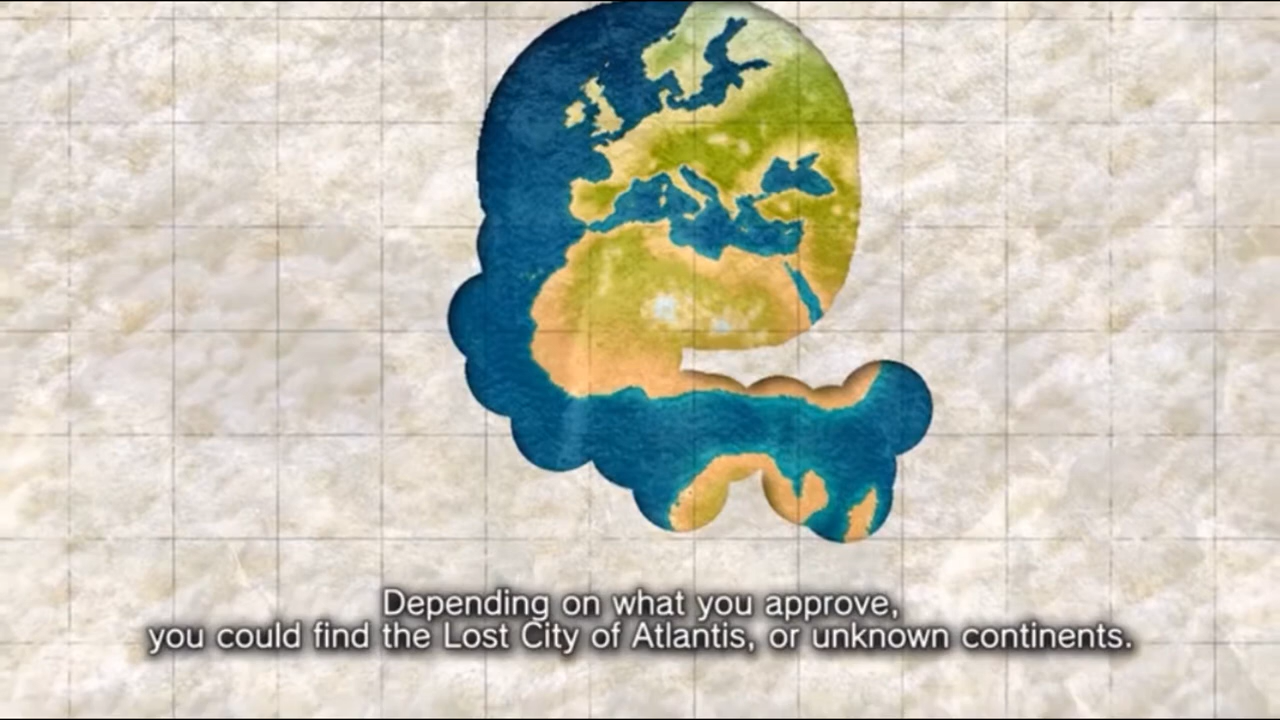 Depending on what you approve,
you could find the Lost City of Atlantis, or unknown continents.